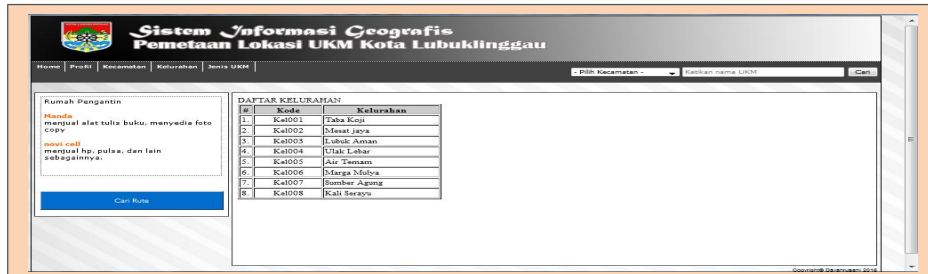 Sistem Informasi Geografis
Pemetaan Lokasi UKM Kota Lubuklinggau
Home | Profil | Kecamatan | Kelurahan | Jenis UKM |
- Pilih Kecamatan -
Ketikan nama UKM
Cari
Rumah Pengantin
Manda
menjual alat tulis buku, menyedia foto
copy
novi cell
menjual hp, pulsa, dan lain
sebagainnya.
Cari Rute
DAFTAR KELURAHAN
# Kode Kelurahan
1. Kel001 Taba Koji
2. Kel002 Mesat jaya
3. Kel003 Lubuk Aman
4. Kel004 Ulak Lebar
5. Kel005 Air Temam
6. Kel006 Marga Mulya
7. Kel007 Sumber Agung
8. Kel008 Kali Serayu
Copyright© 2016